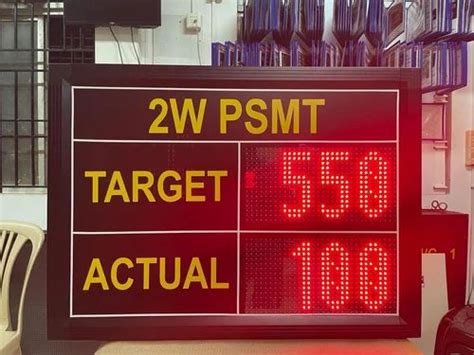 2W PSMT
TARGET 550
ACTUAL 100